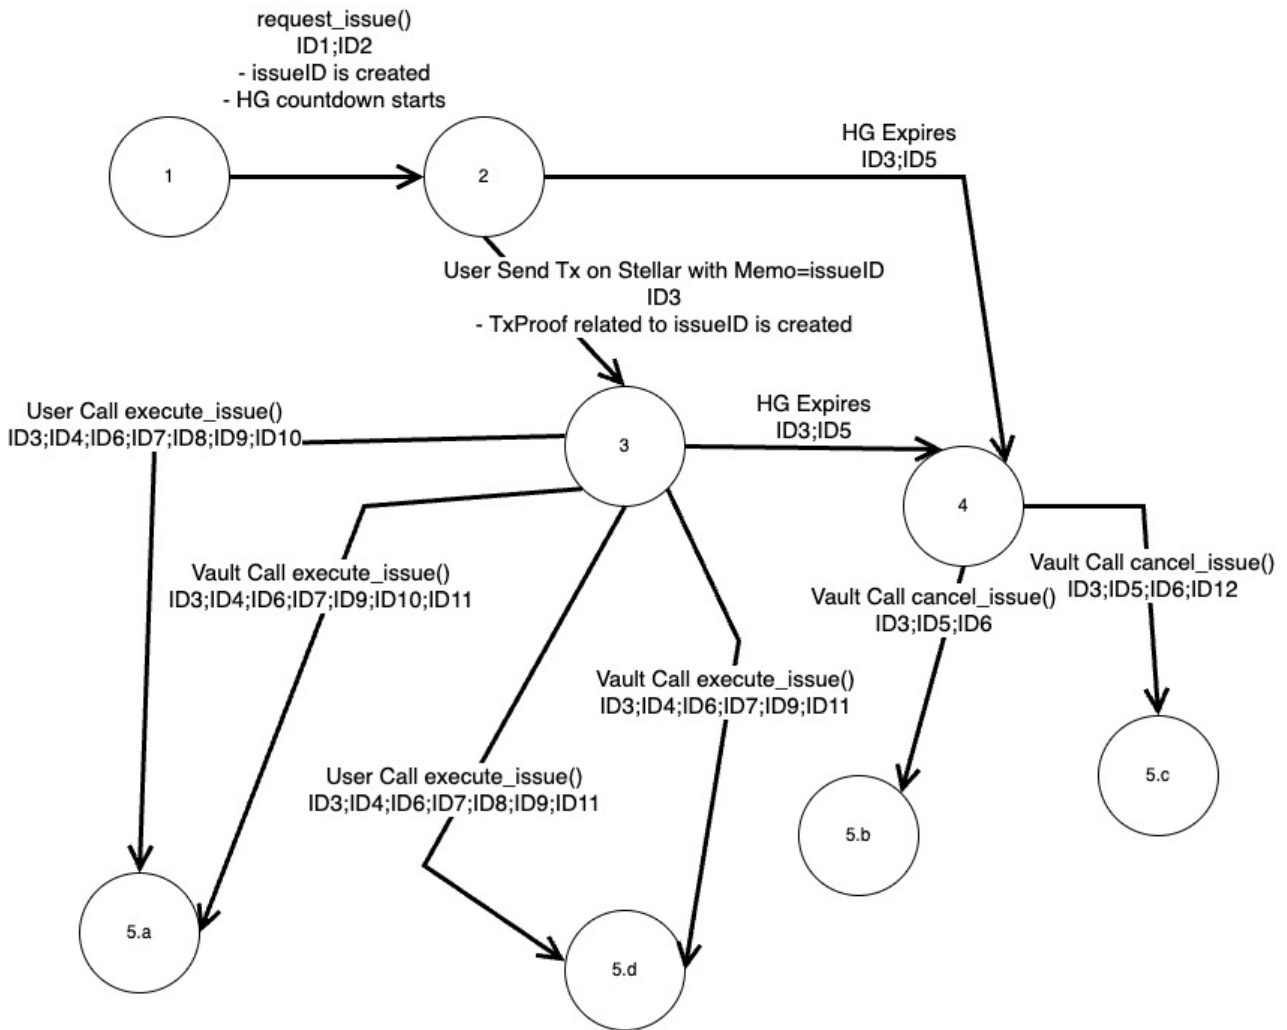 request_issue()
ID1;ID2
- issueID is created
- HG countdown starts
HG Expires
ID3;ID5
1
2
User Send Tx on Stellar with Memo=issueID
ID3
- TxProof related to issueID is created
User Call execute_issue()
ID3;ID4;ID6;ID7;ID8;ID9;ID10
3
HG Expires
ID3;ID5
4
Vault Call execute_issue()
ID3;ID4;ID6;ID7;ID9;ID10;ID11
Vault Call cancel_issue()
ID3;ID5;ID6
Vault Call cancel_issue()
ID3;ID5;ID6;ID12
Vault Call execute_issue()
ID3;ID4;ID6;ID7;ID9;ID11
User Call execute_issue()
ID3;ID4;ID6;ID7;ID8;ID9;ID11
5.c
5.b
5.a
5.d